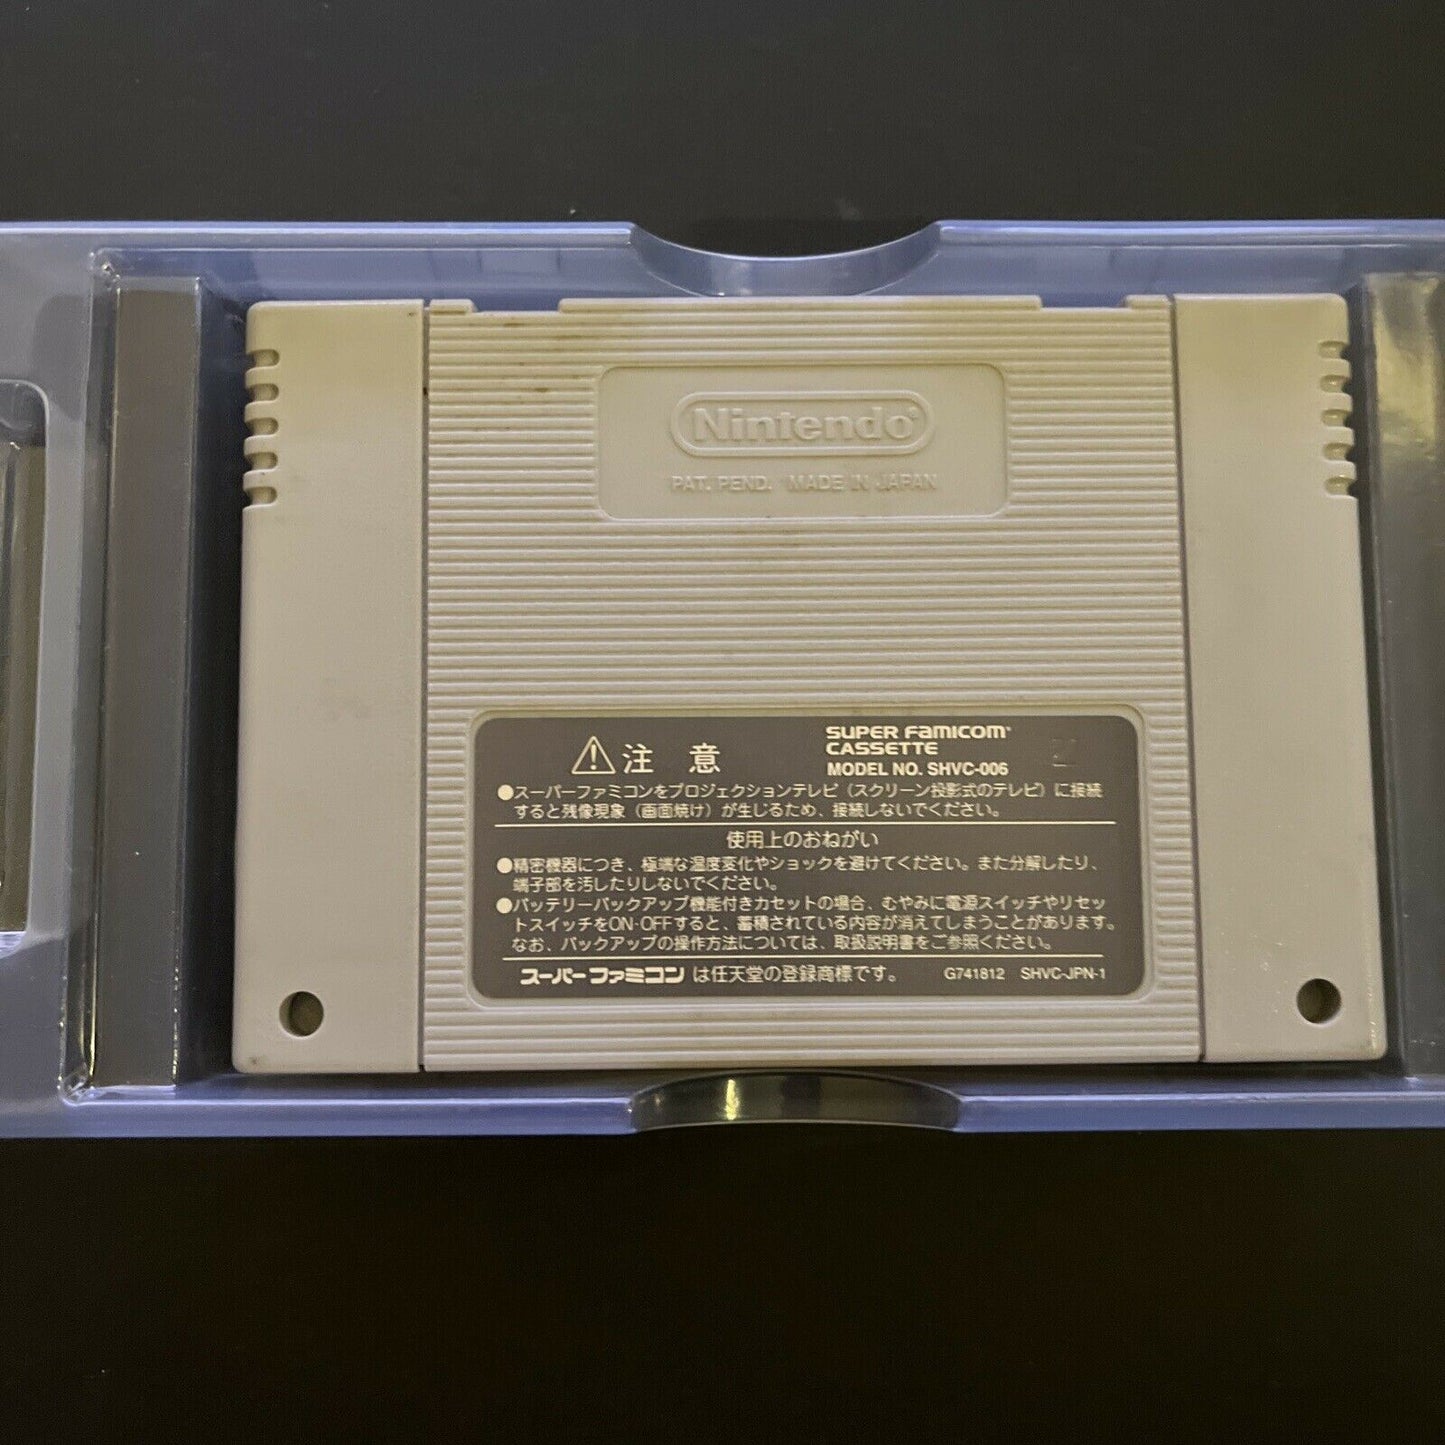 Nintendo®
PAT. PEND. MADE IN JAPAN
⚠注 意
SUPER FAMICOM®
CASSETTE
MODEL NO. SHVC-006
●スーパーファミコンをプロジェクションテレビ(スクリーン投影式のテレビ)に接続
すると残像現象(画面焼け)が生じるため、接続しないでください。
使用上のおねがい
●精密機器につき、極端な温度変化やショックを避けてください。また分解したり、
端子部を汚したりしないでください。
●バッテリーバックアップ機能付きカセットの場合、むやみに電源スイッチやリセッ
トスイッチをON·OFFすると、蓄積されている内容が消えてしまうことがあります。
なお、バックアップの操作方法については、取扱説明書をご参照ください。
スーパーファミコン は任天堂の登録商標です。 G741812 SHVC-JPN-1